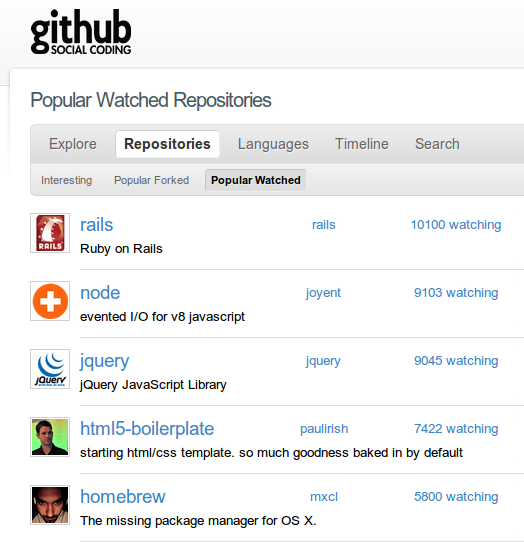 github
SOCIAL CODING
Popular Watched Repositories
Explore Repositories Languages Timeline Search
Interesting Popular Forked Popular Watched
RAILS
rails rails 10100 watching
Ruby on Rails
node joyent 9103 watching
evented I/O for v8 javascript
jQuery
jquery jquery 9045 watching
jQuery JavaScript Library
html5-boilerplate paulirish 7422 watching
starting html/css template. so much goodness baked in by default
homebrew mxcl 5800 watching
The missing package manager for OS X.